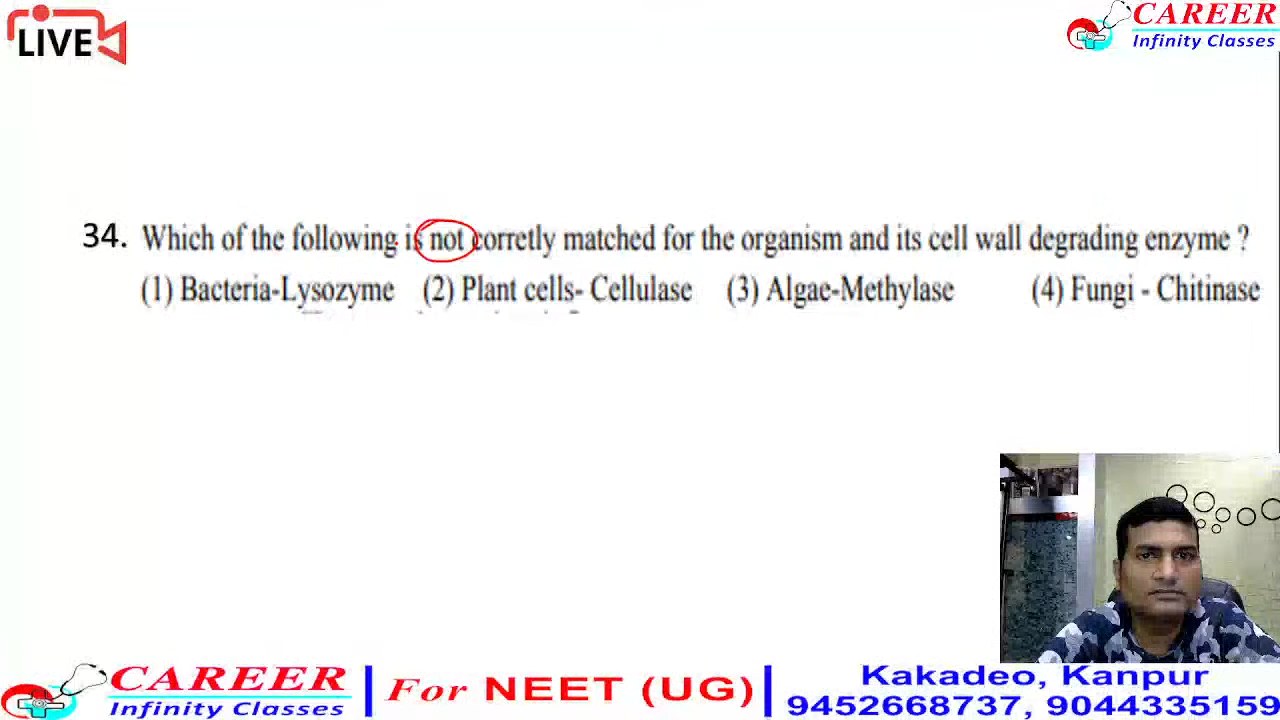 LIVE
CAREER
Infinity Classes
34. Which of the following is not corretly matched for the organism and its cell wall degrading enzyme ?
(1) Bacteria-Lysozyme (2) Plant cells- Cellulase (3) Algae-Methylase (4) Fungi - Chitinase
CAREER
Infinity Classes
For NEET (UG)
Kakadeo, Kanpur
9452668737, 9044335159